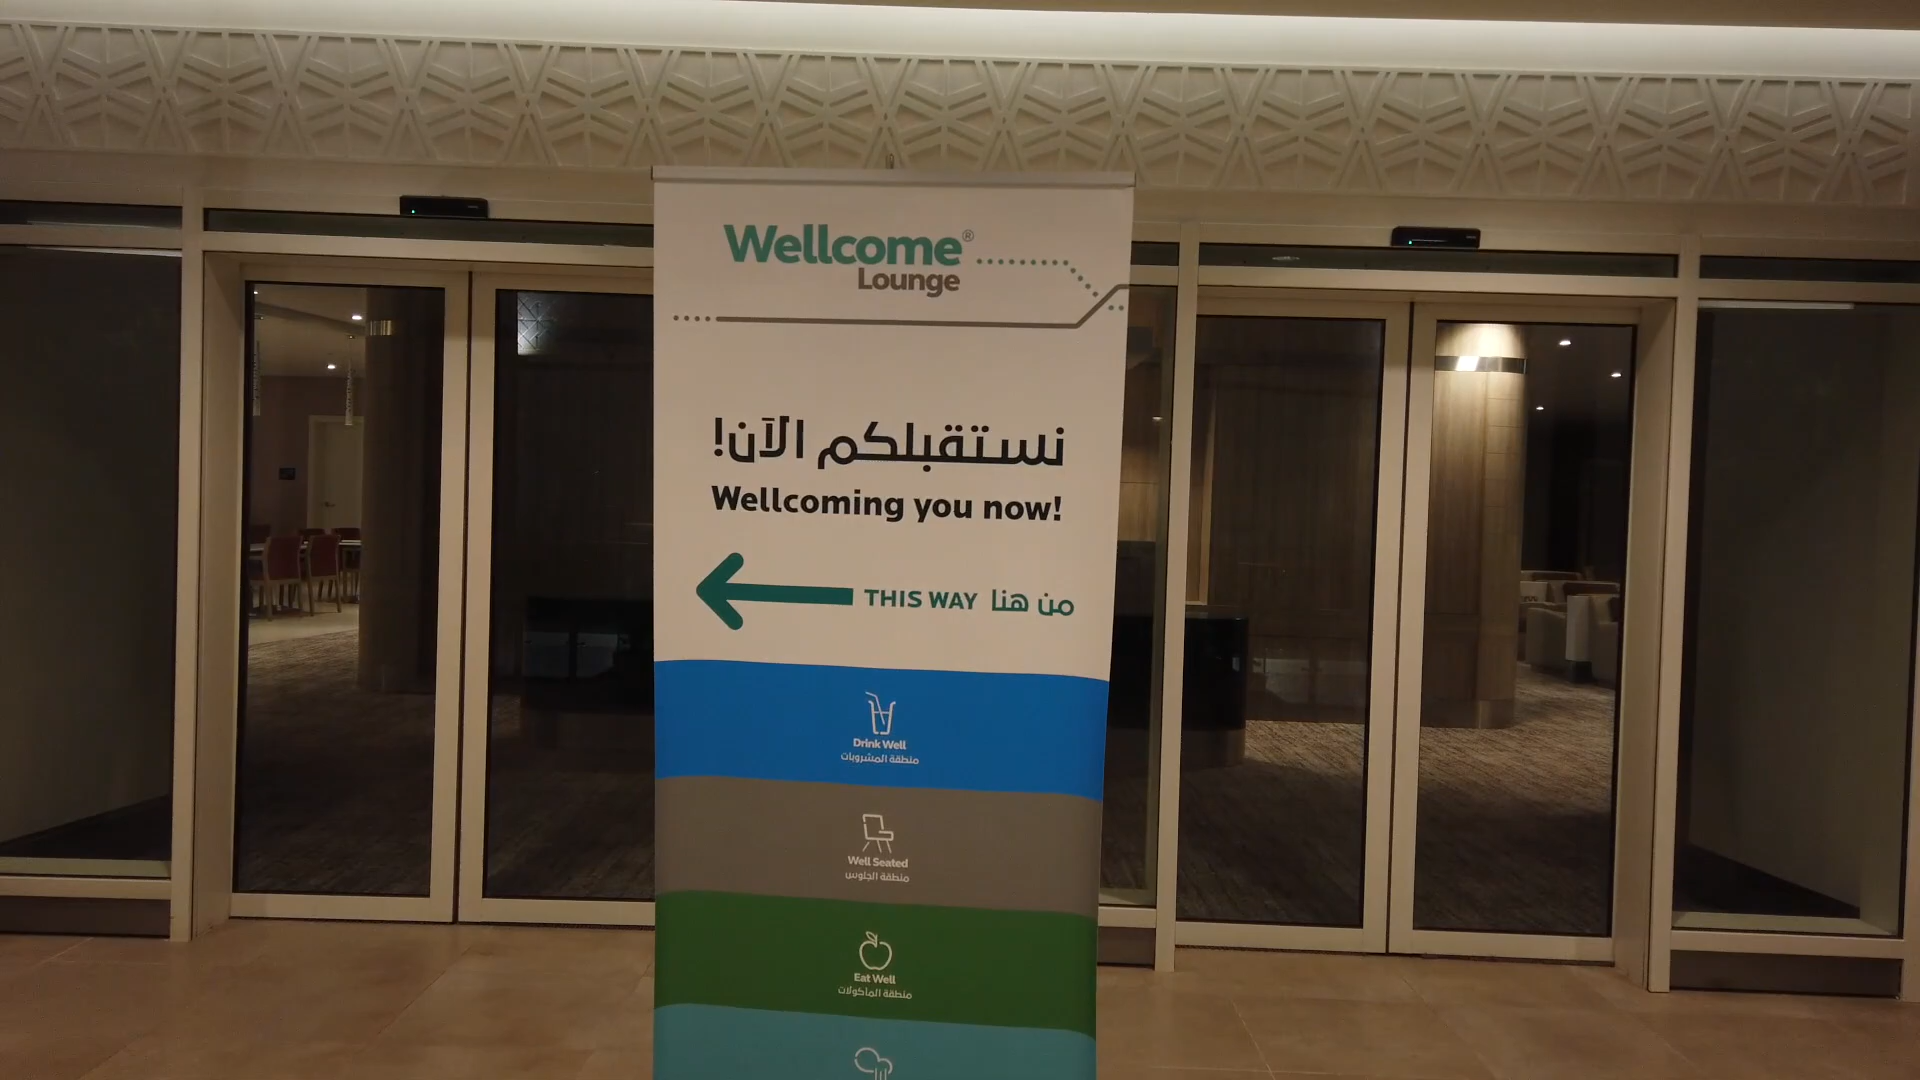 Wellcome®
Lounge
نستقبلكم الآن!
Wellcoming you now!
THIS WAY من هنا
Drink Well
منطقة المشروبات
Well Seated
منطقة الجلوس
Eat Well
منطقة المأكولات